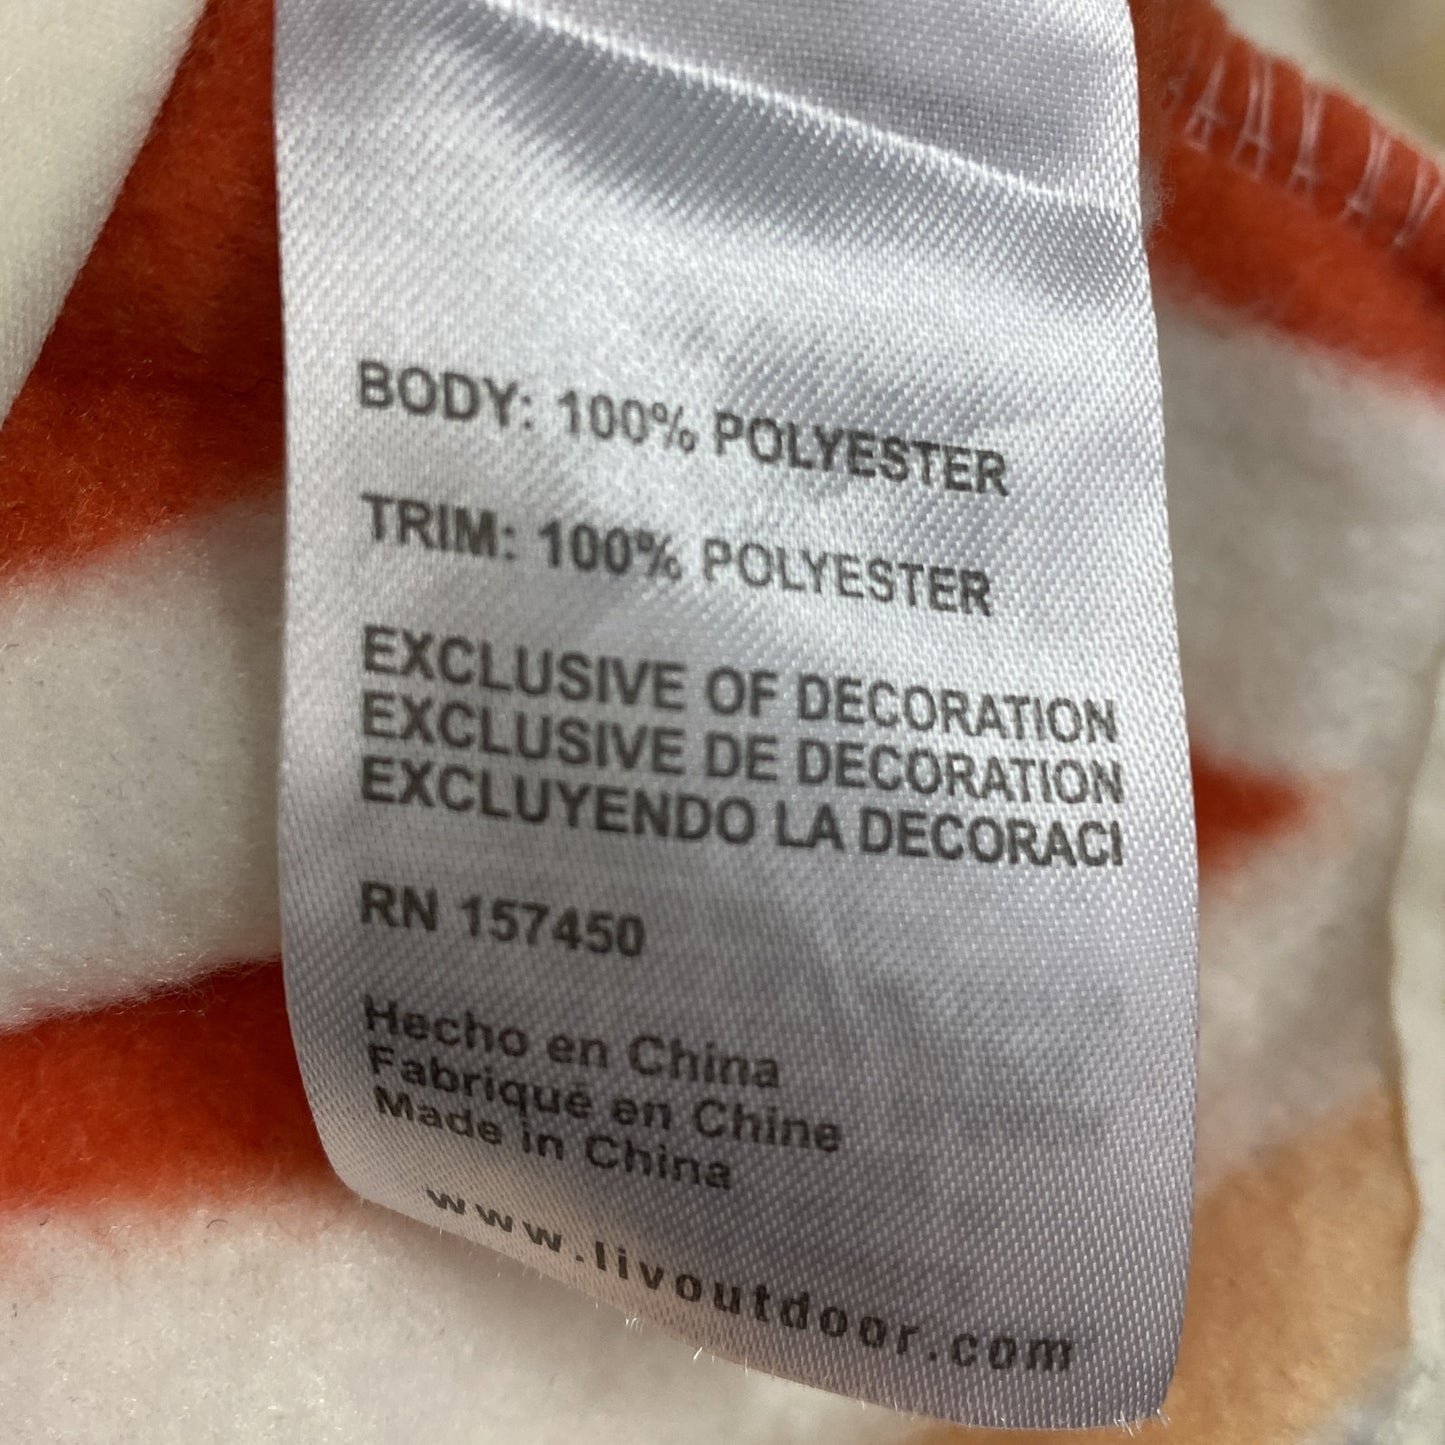 BODY: 100% POLYESTER
TRIM: 100% POLYESTER
EXCLUSIVE OF DECORATION
EXCLUSIVE DE DECORATION
EXCLUYENDO LA DECORACI
RN 157450
Hecho en China
Fabriqué en Chine
Made in China
www.livoutdoor.com